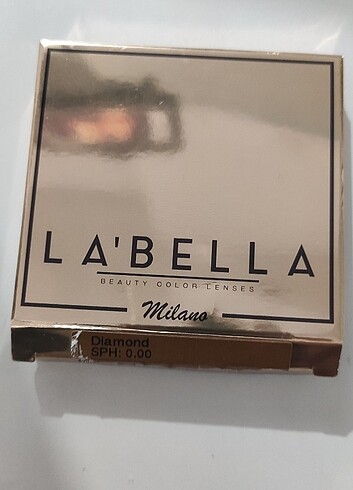 LA'BELLA
BEAUTY COLOR LENSES
Milano
Diamond
SPH: 0.00